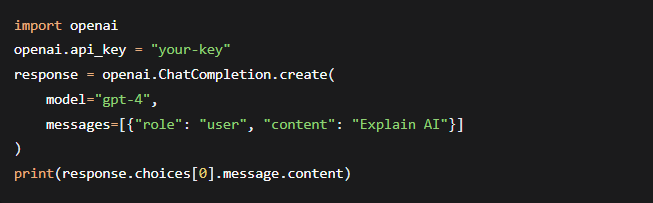 import openai
openai.api_key = "your-key"
response = openai.ChatCompletion.create(
    model="gpt-4",
    messages=[{"role": "user", "content": "Explain AI"}]
)
print(response.choices[0].message.content)